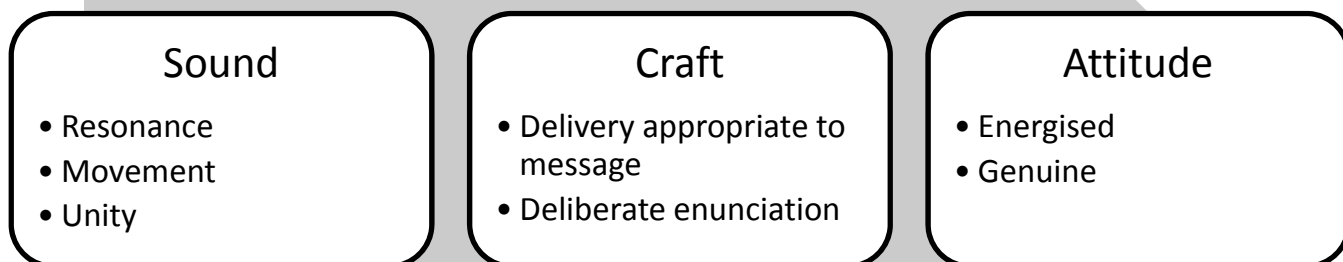 Sound
• Resonance
• Movement
• Unity
Craft
• Delivery appropriate to
message
• Deliberate enunciation
Attitude
• Energised
• Genuine